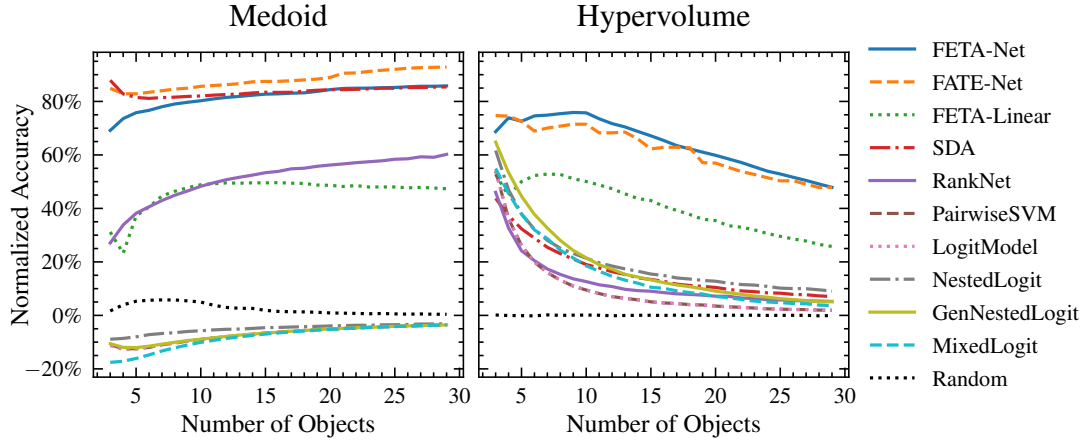 Medoid
Hypervolume
Normalized Accuracy
80%
60%
40%
20%
0%
−20%
5 10 15 20 25 30
5 10 15 20 25 30
Number of Objects
Number of Objects
FETA-Net
FATE-Net
FETA-Linear
SDA
RankNet
PairwiseSVM
LogitModel
NestedLogit
GenNestedLogit
MixedLogit
Random